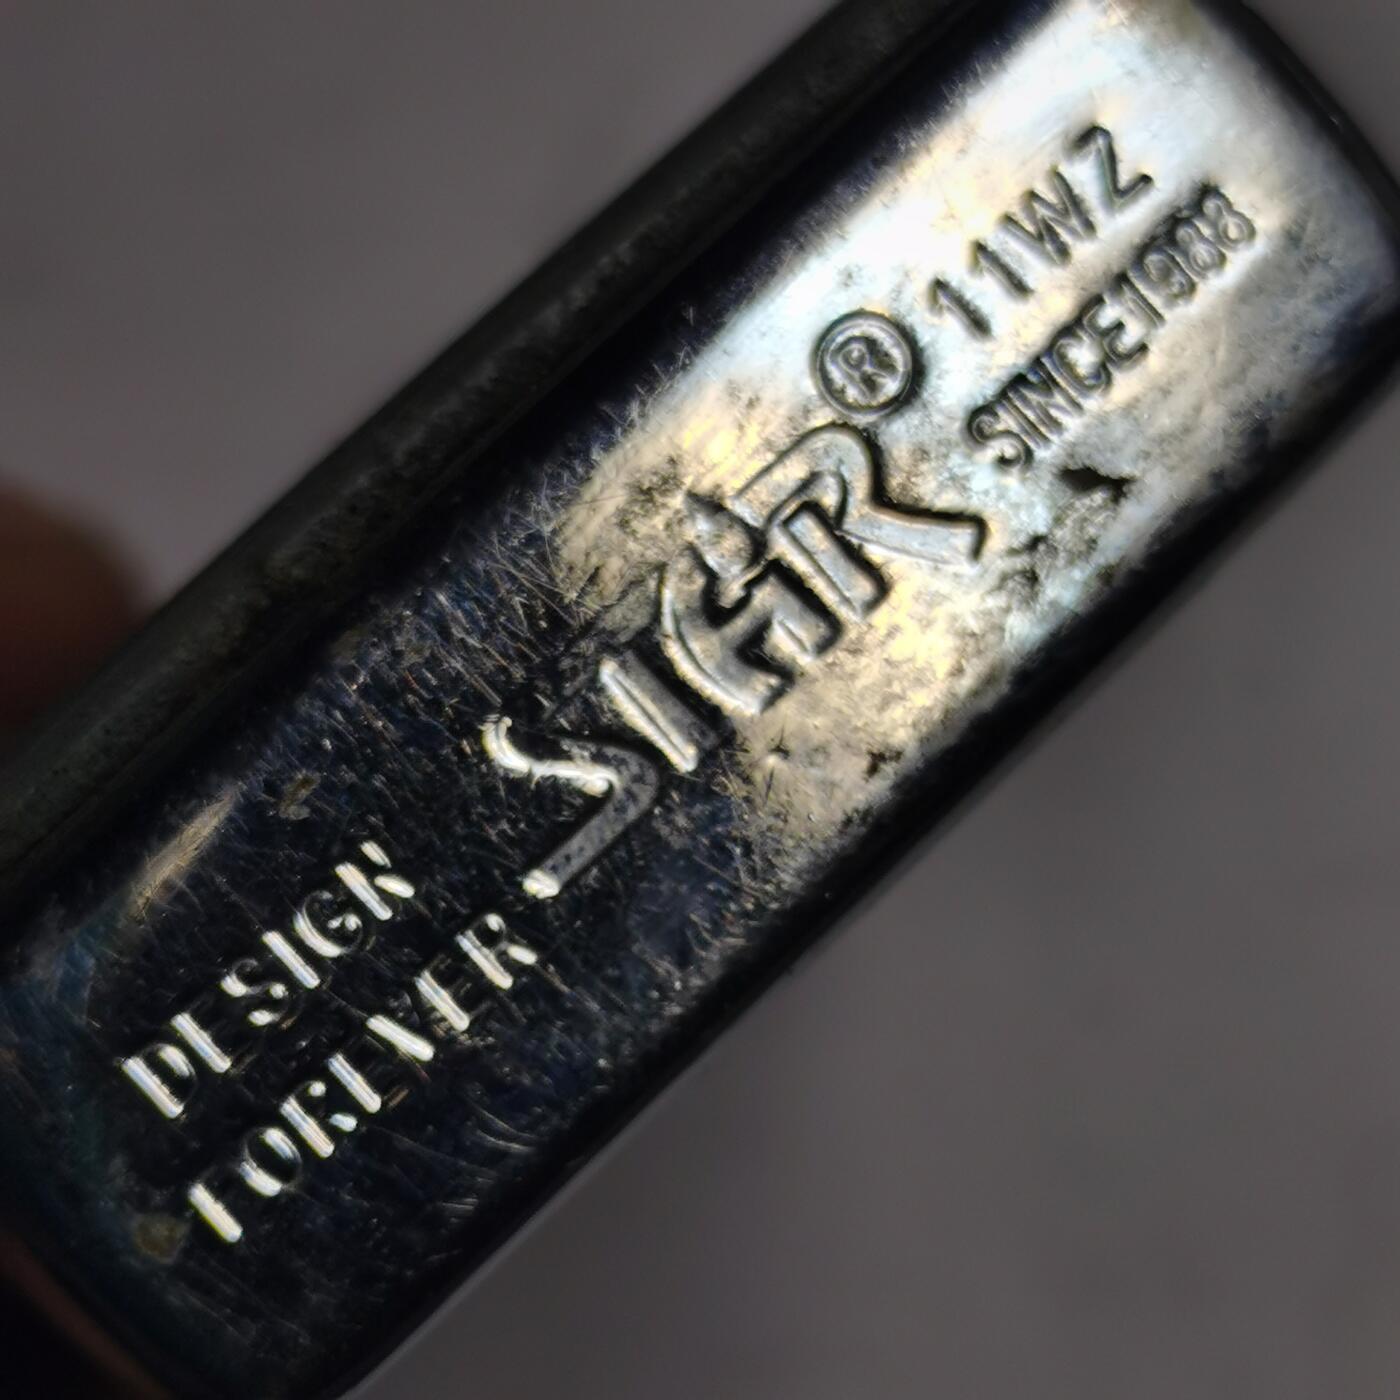 SIGR ® 11WZ
SINCE1988
DESIGN
FOREVER